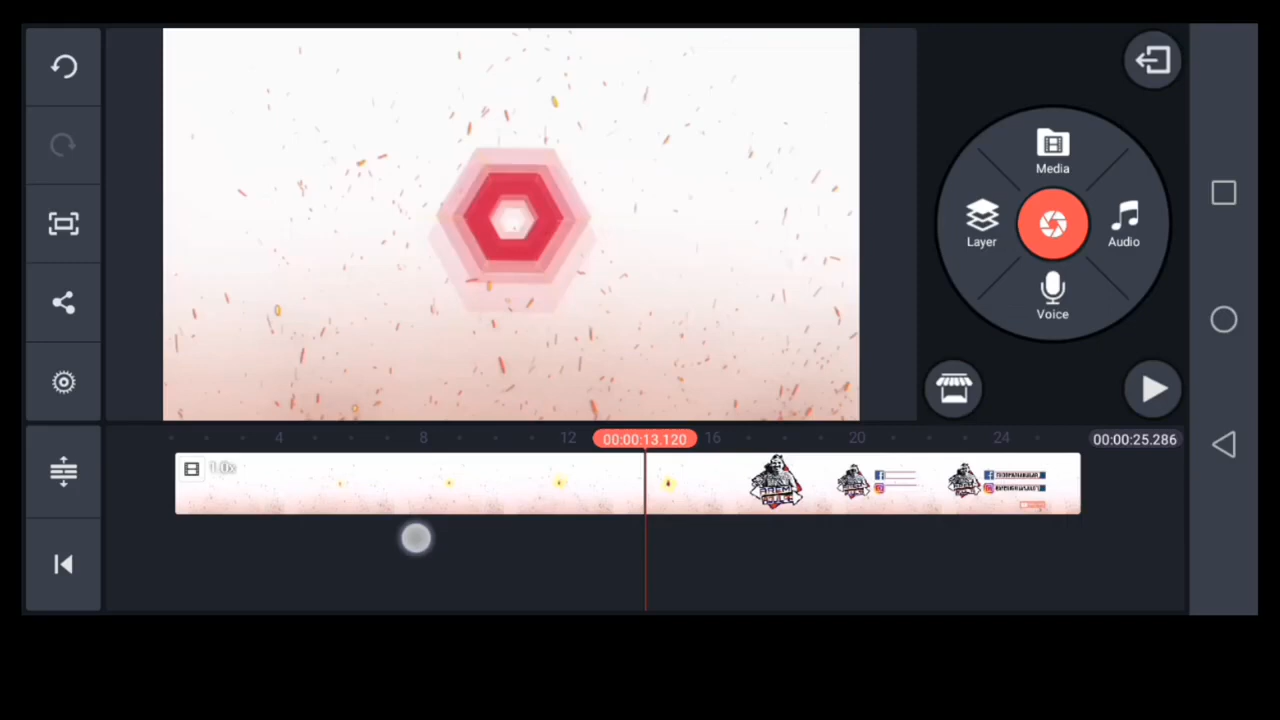 Media
Layer
Audio
Voice
4
8
12
00:00:13.120
16
20
24
00:00:25.286
1.0x